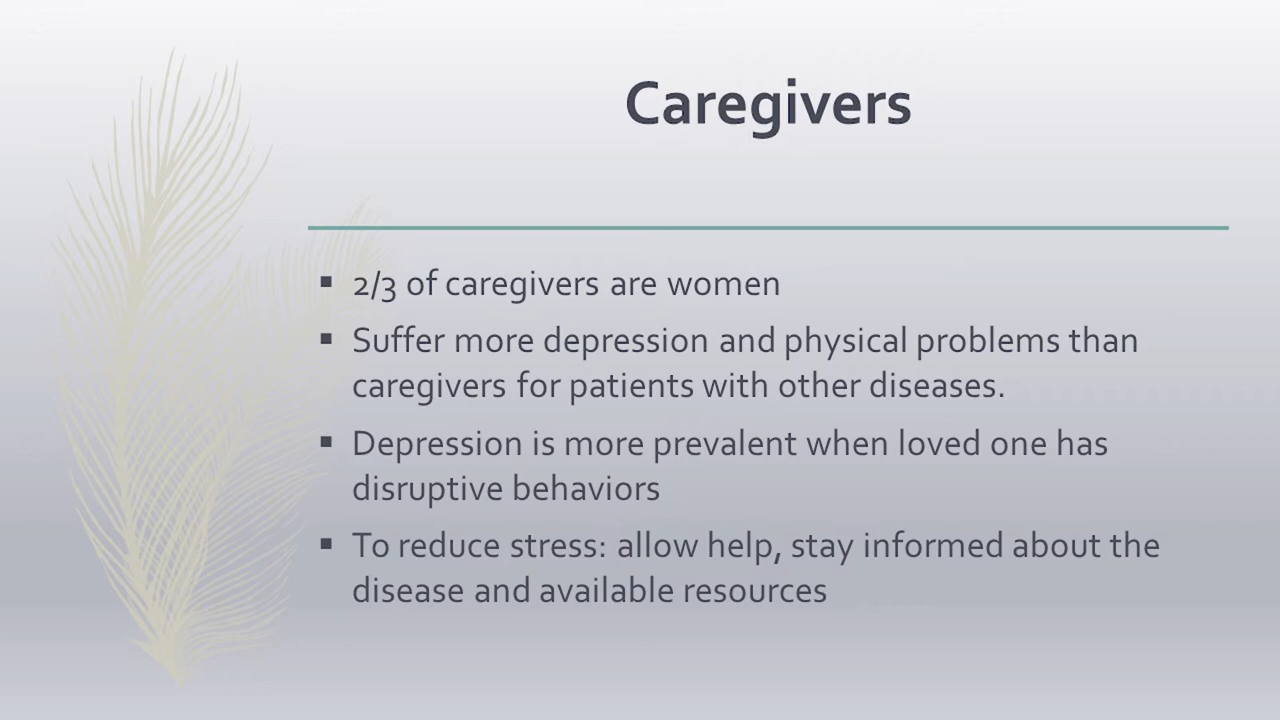 Caregivers
▪ 2/3 of caregivers are women
▪ Suffer more depression and physical problems than
caregivers for patients with other diseases.
▪ Depression is more prevalent when loved one has
disruptive behaviors
▪ To reduce stress: allow help, stay informed about the
disease and available resources